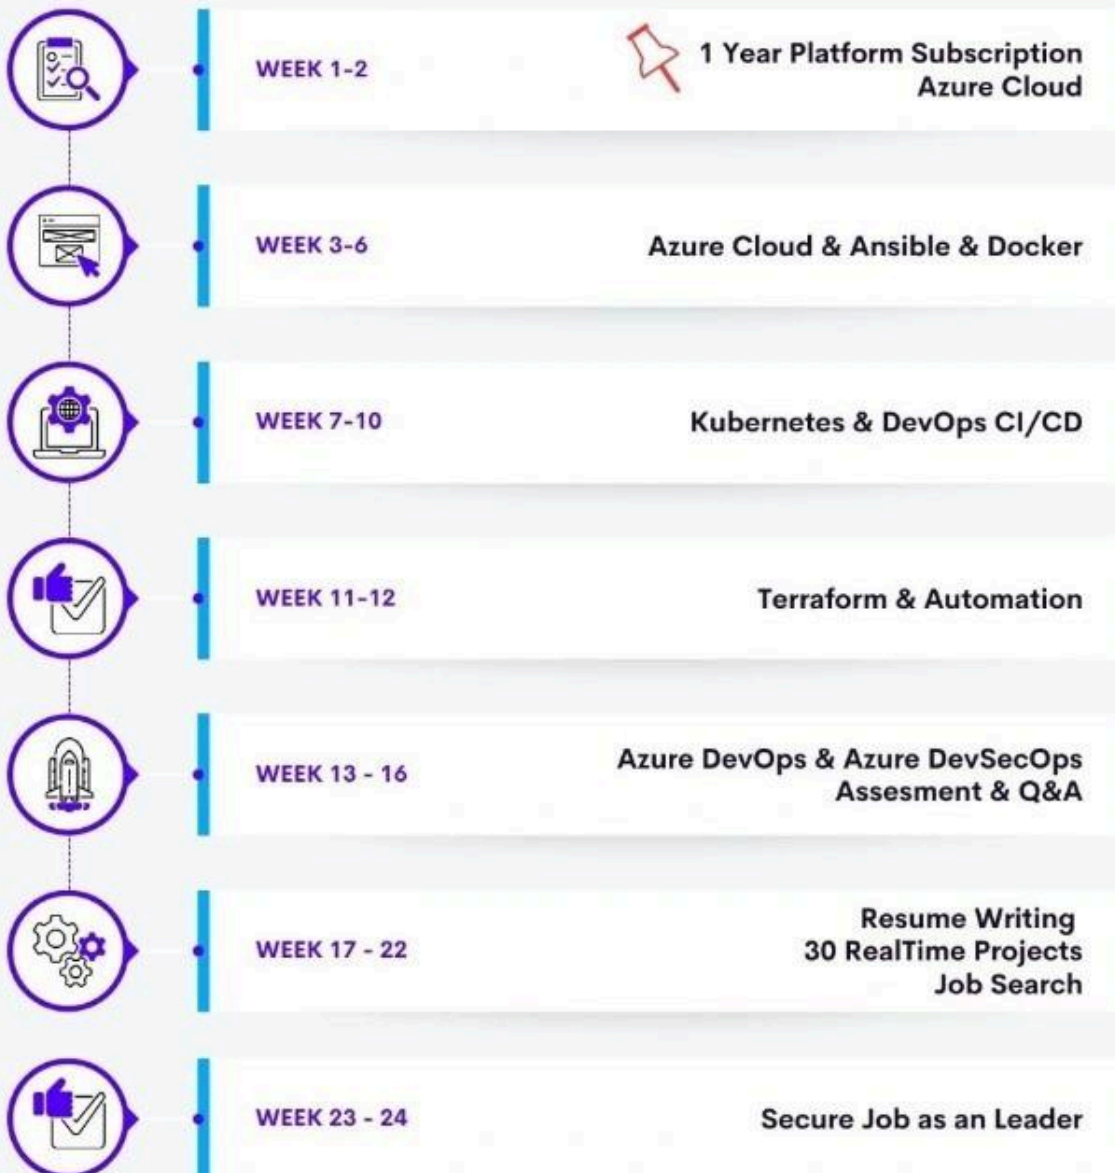 WEEK 1-2
1 Year Platform Subscription
Azure Cloud
WEEK 3-6
Azure Cloud & Ansible & Docker
WEEK 7-10
Kubernetes & DevOps CI/CD
WEEK 11-12
Terraform & Automation
WEEK 13 - 16
Azure DevOps & Azure DevSecOps
Assesment & Q&A
WEEK 17 - 22
Resume Writing
30 RealTime Projects
Job Search
WEEK 23 - 24
Secure Job as an Leader